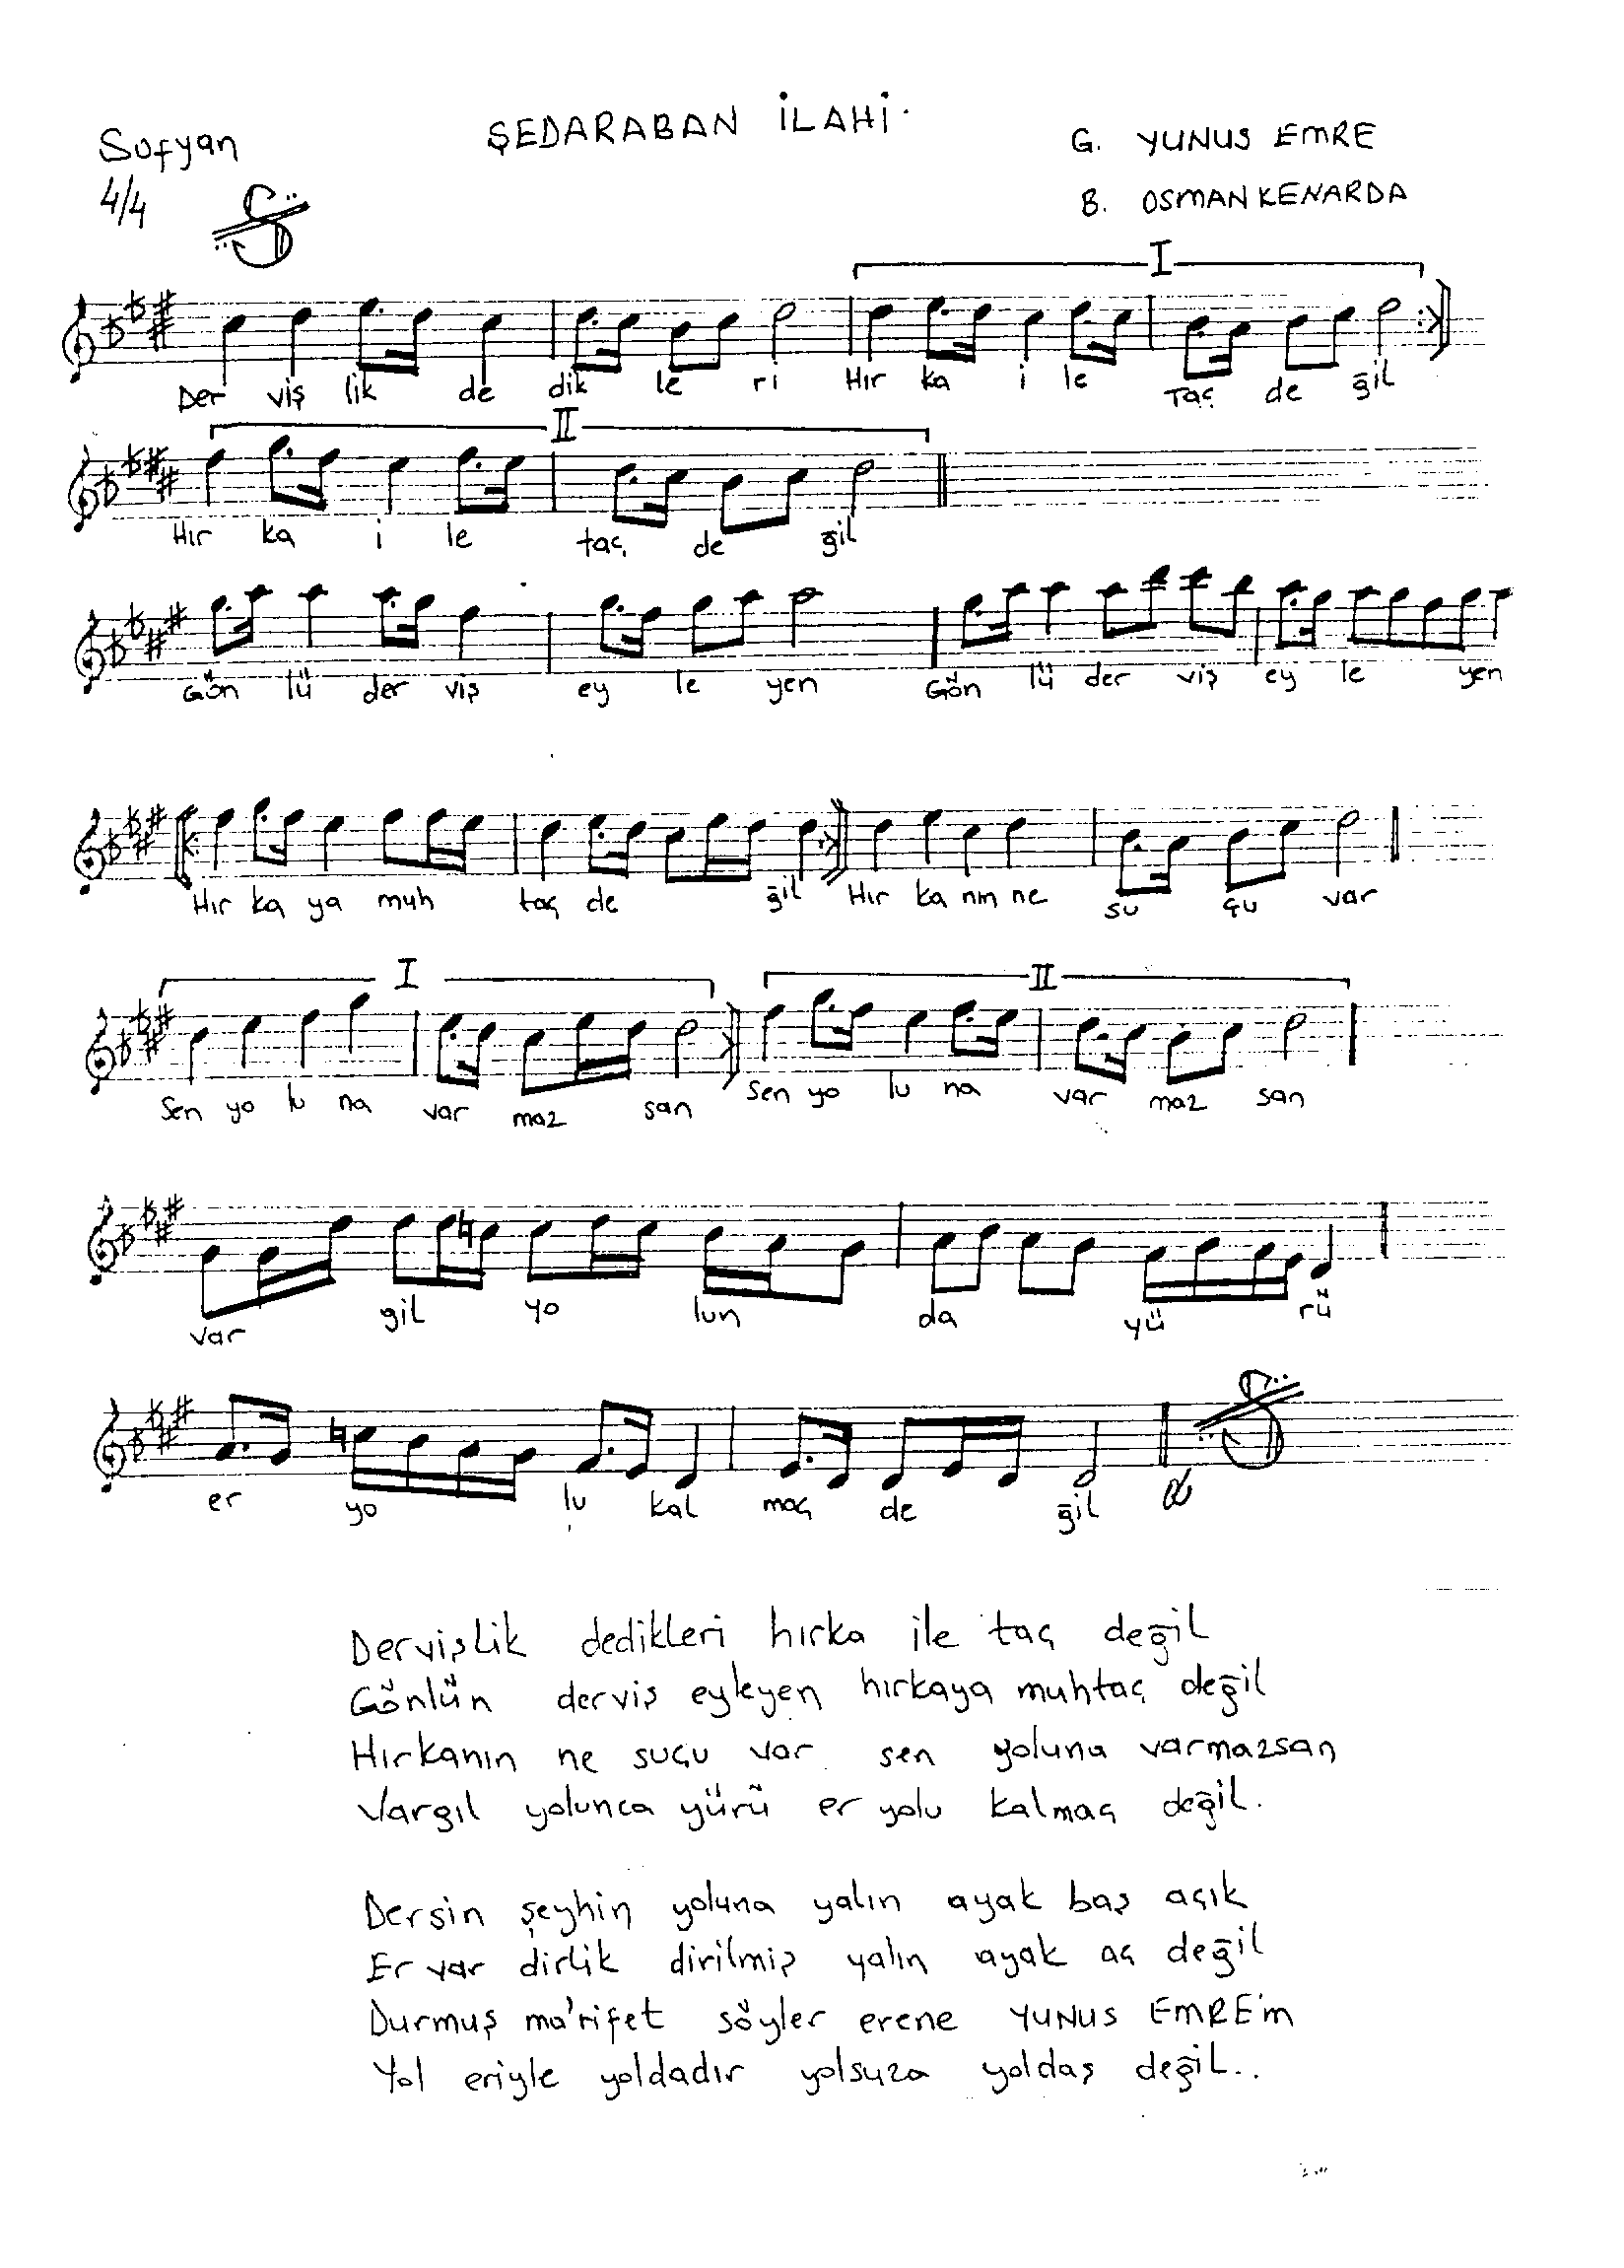 Sofyan
4/4
ŞEDARABAN İLAHİ.
G. YUNUS EMRE
B. OSMAN KENARDA
I
Der viş lik de dik le ri Hır ka i le Taç de ğil
II
Hır ka i le taç de ğil
Gön lü der viş ey le yen Gön lü der viş ey le yen
Hır ka ya muh taç de ğil Hır ka nın ne su çu var
I II
Sen yo lu na var maz san Sen yo lu na var maz san
var gil yo lun da yü rü
er yo lu kal maç de ğil
Dervişlik dedikleri hırka ile taç değil
Gönlün derviş eyleyen hırkaya muhtaç değil
Hırkanın ne suçu var sen yoluna varmazsan
Vargıl yolunca yürü er yolu kalmaç değil.
Dersin şeyhin yoluna yalın ayak baş açık
Er var dirlik dirilmiş yalın ayak aç değil
Durmuş ma'rifet söyler erene YUNUS EMRE'm
Yol eriyle yoldadır yolsuza yoldaş değil..